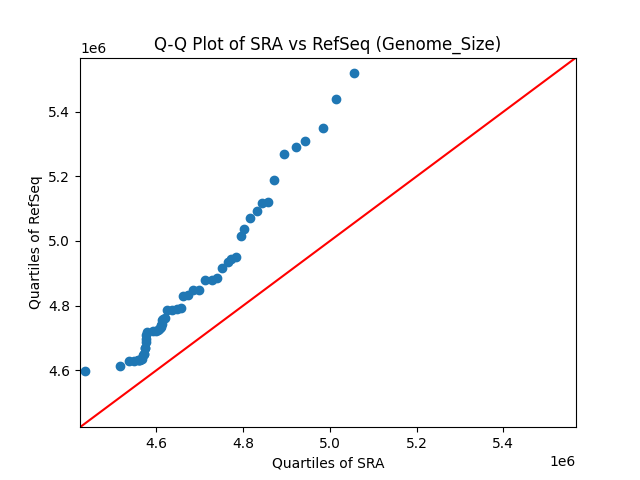 Q-Q Plot of SRA vs RefSeq (Genome_Size)
1e6
5.4
5.2
5.0
4.8
4.6
Quartiles of RefSeq
4.6 4.8 5.0 5.2 5.4
Quartiles of SRA
1e6